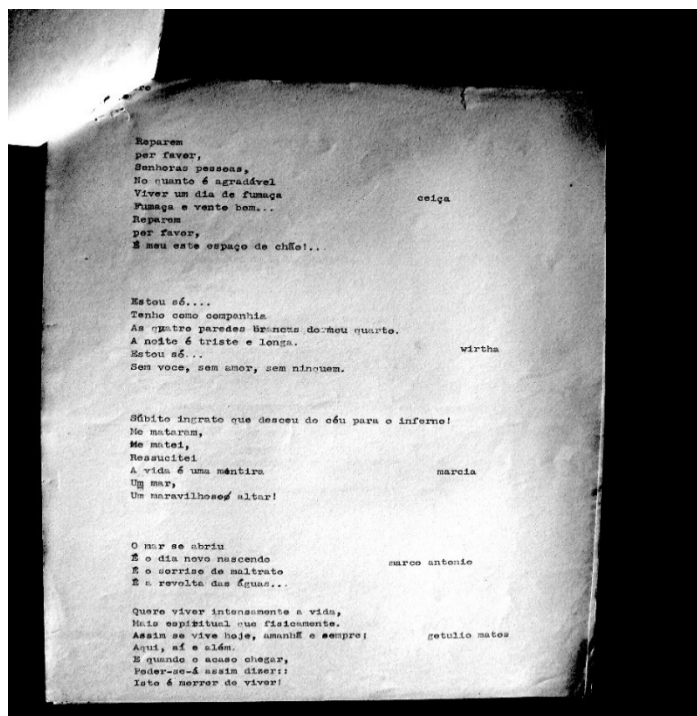 Reparem
por favor,
Senhoras pessoas,
No quanto é agradável
Viver um dia de fumaça
ceiça
Fumaça e vento bom...
Reparem
por favor,
É meu este espaço de chão!...
Estou só....
Tenho como companhia
As quatro paredes brancas do meu quarto.
A noite é triste e longa.
wirtha
Estou só...
Sem voce, sem amor, sem ninguem.
Súbito ingrato que desceu do céu para o inferno!
Me mataram,
Me matei,
Ressucitei
A vida é uma mentira
marcia
Um mar,
Um maravilhoso altar!
O mar se abriu
É o dia novo nascendo
marco antonio
É o sorriso de maltrato
É a revolta das águas...
Quero viver intensamente a vida,
Mais espiritual que fisicamente.
Assim se vive hoje, amanhã e sempre;
getulio matos
Aqui, aí e além.
E quando o acaso chegar,
Poder-se-á assim dizer::
Isto é morrer de viver!